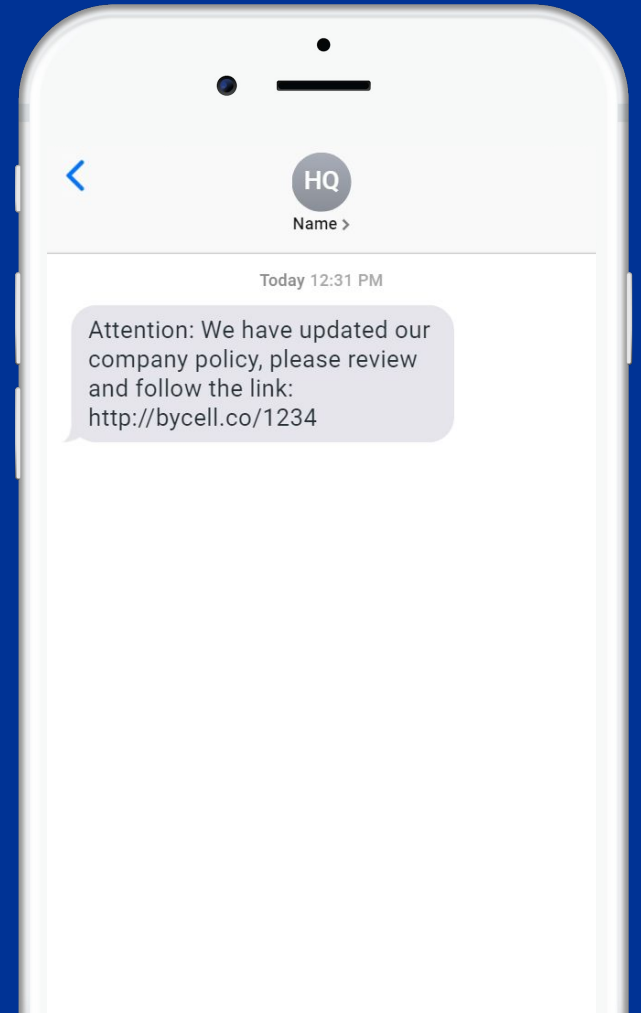 HQ
Name >
Today 12:31 PM
Attention: We have updated our
company policy, please review
and follow the link:
http://bycell.co/1234